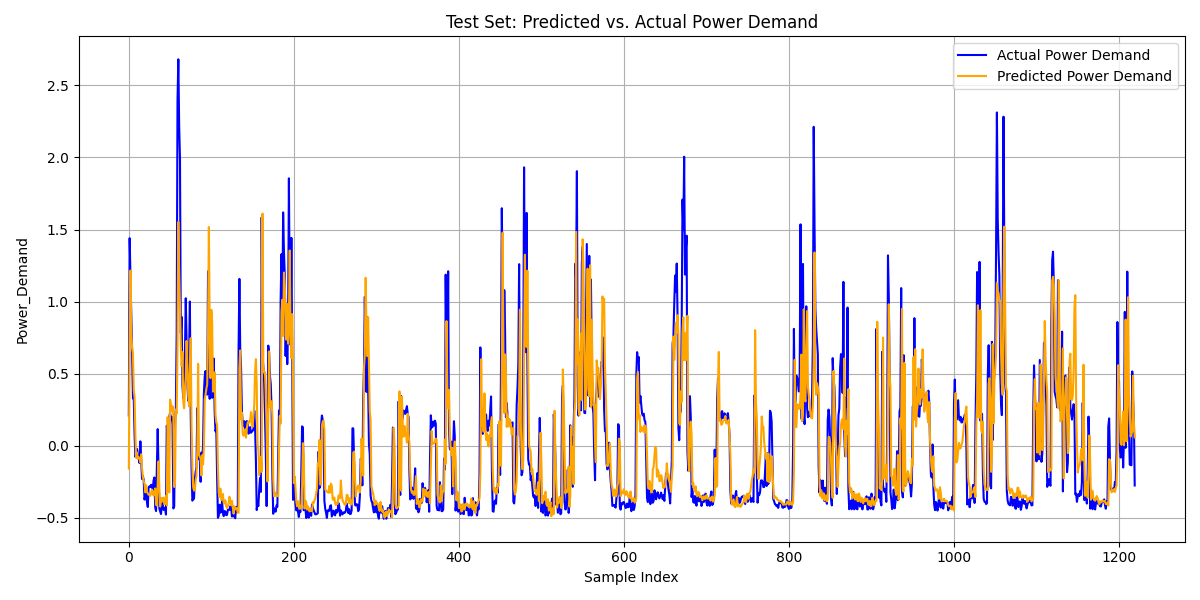 Test Set: Predicted vs. Actual Power Demand
Actual Power Demand
Predicted Power Demand
Power_Demand
2.5
2.0
1.5
1.0
0.5
0.0
−0.5
0
200
400
600
800
1000
1200
Sample Index